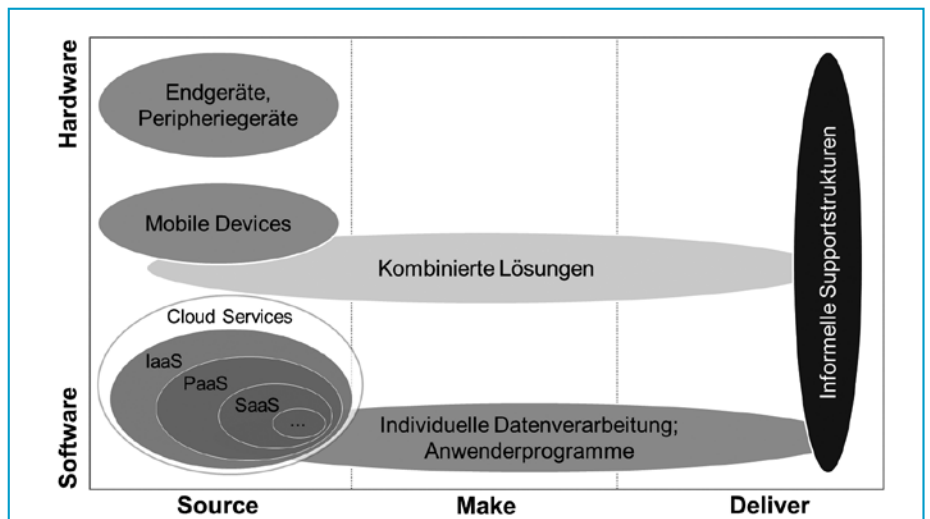 Hardware
Software
Endgeräte,
Peripheriegeräte
Mobile Devices
Kombinierte Lösungen
Cloud Services
IaaS
PaaS
SaaS
...
Individuelle Datenverarbeitung;
Anwenderprogramme
Informelle Supportstrukturen
Source
Make
Deliver